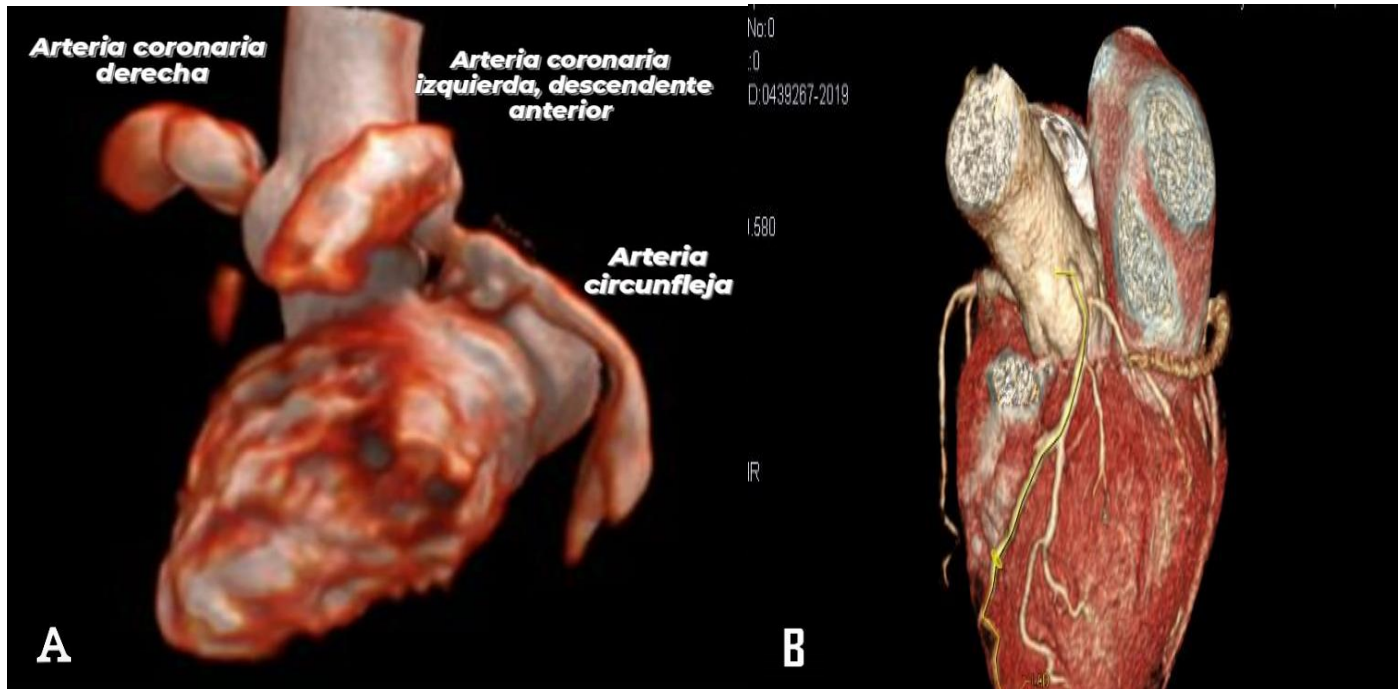 Arteria coronaria
derecha
Arteria coronaria
izquierda, descendente
anterior
Arteria
circunfleja
A
No:0
:0
D:0439267-2019
.580
IR
B